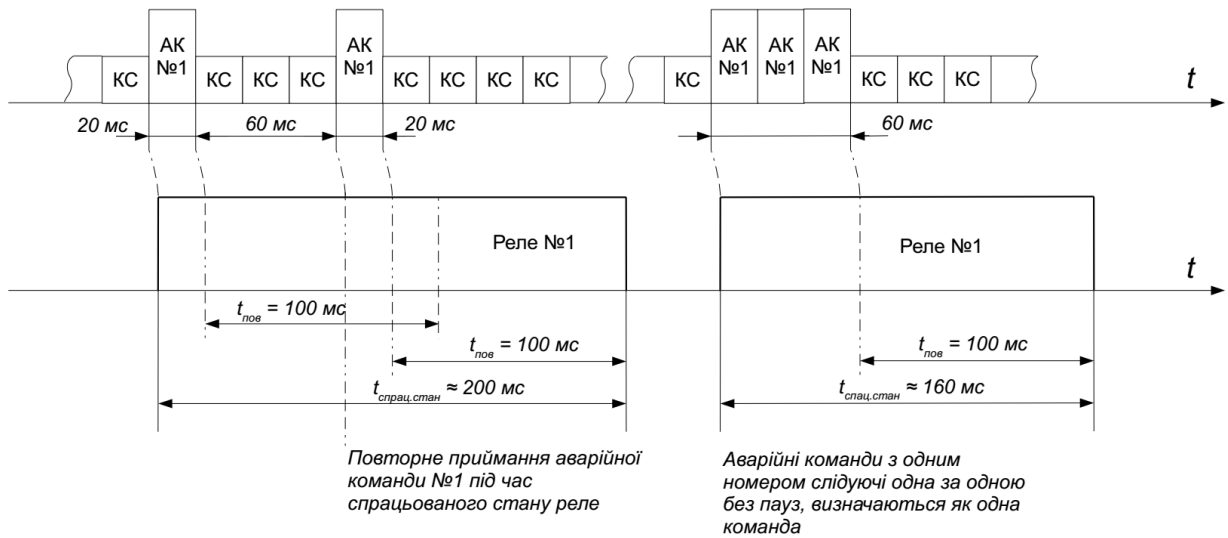 АК №1
АК №1
АК №1
АК №1
АК №1
КС
КС
КС
КС
КС
КС
КС
КС
КС
КС
КС
КС
t
20 мс
60 мс
20 мс
60 мс
Реле №1
Реле №1
t
tпов = 100 мс
tпов = 100 мс
tпов = 100 мс
tспрац.стан ≈ 200 мс
tспац.стан ≈ 160 мс
Повторне приймання аварійної
команди №1 під час
спрацьованого стану реле
Аварійні команди з одним
номером слідуючі одна за одною
без пауз, визначаються як одна
команда